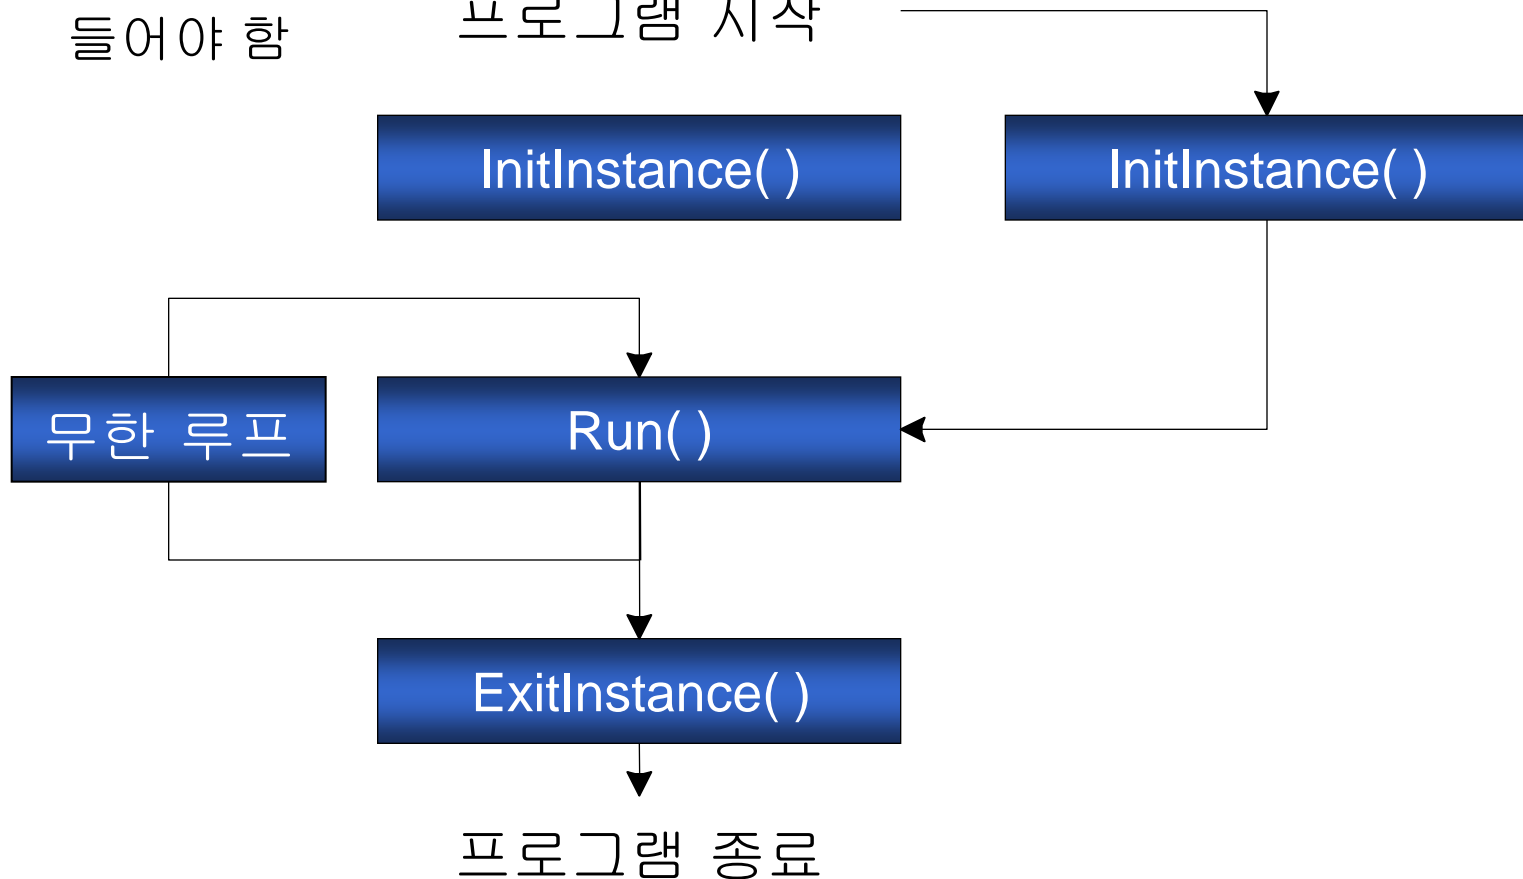 들어야 함
프로그램 시작
InitInstance( )
InitInstance( )
무한 루프
Run( )
ExitInstance( )
프로그램 종료